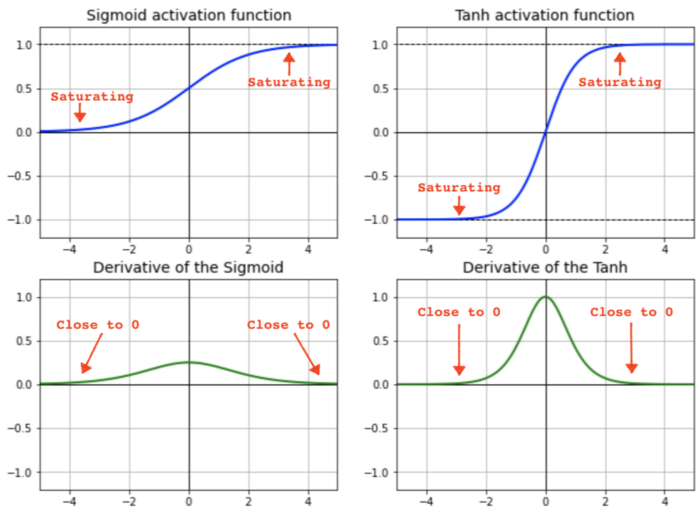 Sigmoid activation function
1.0
0.5
0.0
−0.5
−1.0
Saturating
Saturating
−4 −2 0 2 4
Tanh activation function
1.0
0.5
0.0
−0.5
−1.0
Saturating
Saturating
−4 −2 0 2 4
Derivative of the Sigmoid
1.0
0.5
0.0
−0.5
−1.0
Close to 0
Close to 0
−4 −2 0 2 4
Derivative of the Tanh
1.0
0.5
0.0
−0.5
−1.0
Close to 0
Close to 0
−4 −2 0 2 4